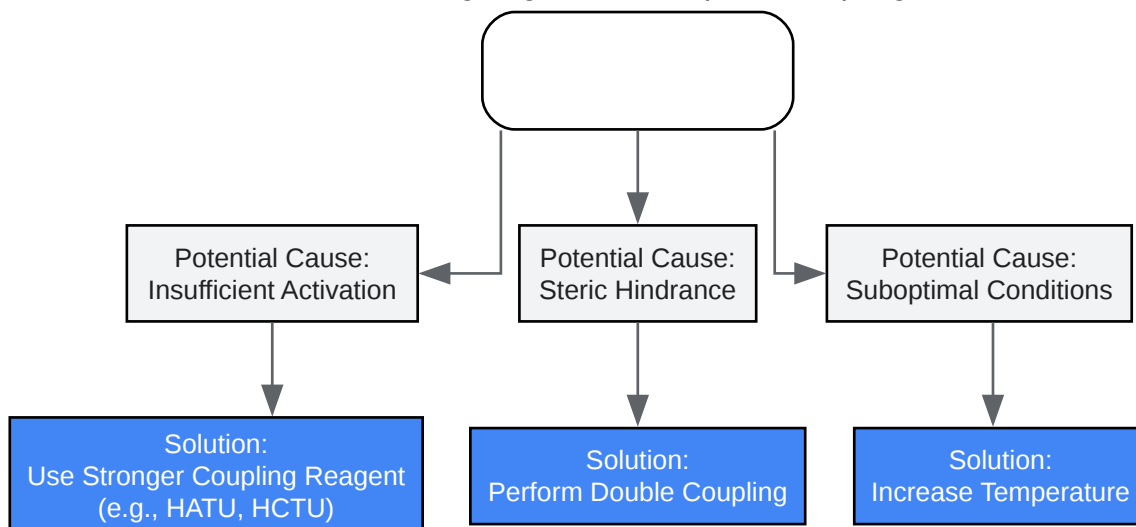 Potential Cause:
Insufficient Activation
Potential Cause:
Steric Hindrance
Potential Cause:
Suboptimal Conditions
Solution:
Use Stronger Coupling Reagent
(e.g., HATU, HCTU)
Solution:
Perform Double Coupling
Solution:
Increase Temperature